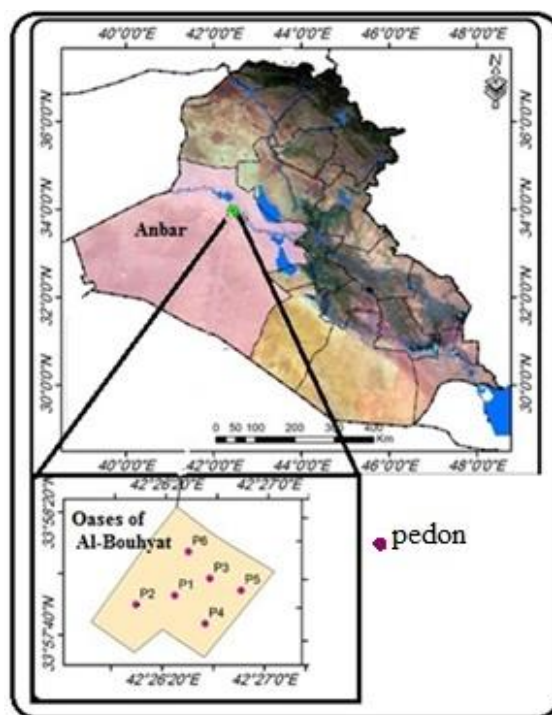 40°0'0"E 42°0'0"E 44°0'0"E 46°0'0"E 48°0'0"E
N
36°0'0"N
36°0'0"N
34°0'0"N
34°0'0"N
Anbar
32°0'0"N
32°0'0"N
30°0'0"N
30°0'0"N
0 50 100 200 300 400
Km
40°0'0"E 42°0'0"E 44°0'0"E 46°0'0"E 48°0'0"E
42°26'20"E 42°27'0"E
33°58'20"N
Oases of
Al-Bouhyat
P6
P3
P5
P1
P2
P4
33°57'40"N
42°26'20"E 42°27'0"E
pedon